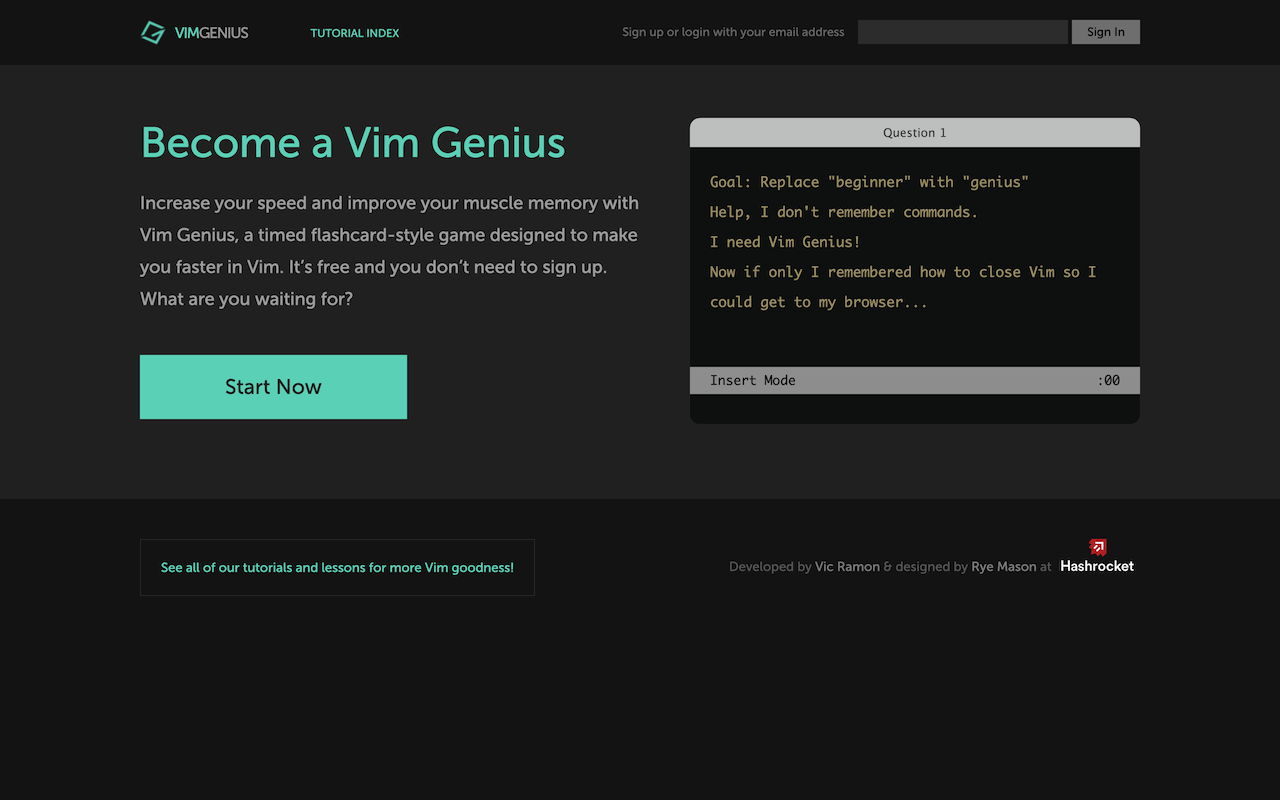 VIMGENIUS
TUTORIAL INDEX
Sign up or login with your email address
Sign In
Become a Vim Genius
Increase your speed and improve your muscle memory with
Vim Genius, a timed flashcard-style game designed to make
you faster in Vim. It’s free and you don’t need to sign up.
What are you waiting for?
Start Now
Question 1
Goal: Replace "beginner" with "genius"
Help, I don't remember commands.
I need Vim Genius!
Now if only I remembered how to close Vim so I
could get to my browser...
Insert Mode :00
See all of our tutorials and lessons for more Vim goodness!
Developed by Vic Ramon & designed by Rye Mason at Hashrocket